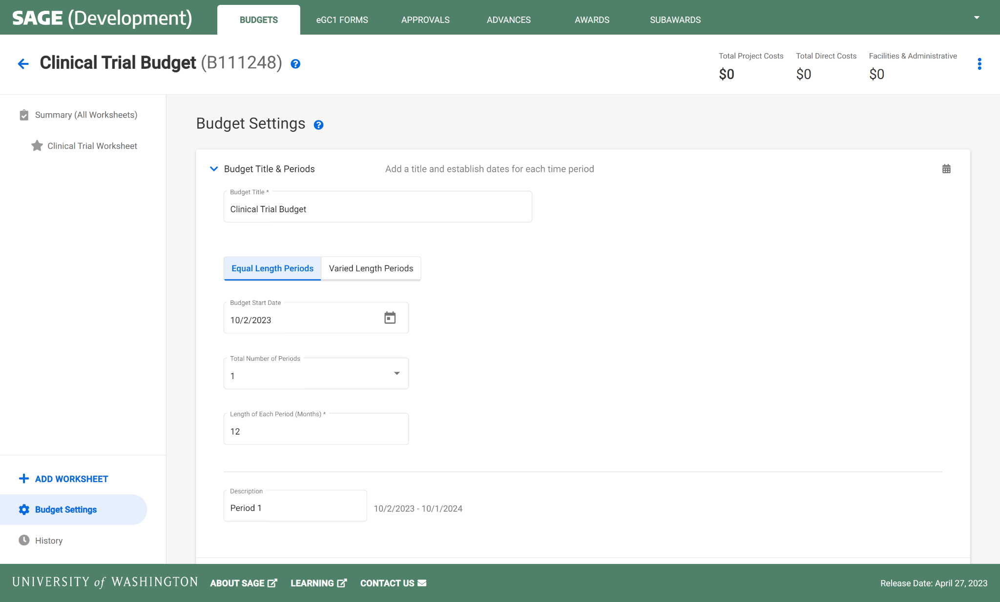 SAGE (Development)
BUDGETS
eGC1 FORMS
APPROVALS
ADVANCES
AWARDS
SUBAWARDS
Clinical Trial Budget (B111248)
Total Project Costs
$0
Total Direct Costs
$0
Facilities & Administrative
$0
Summary (All Worksheets)
Clinical Trial Worksheet
ADD WORKSHEET
Budget Settings
History
Budget Settings
Budget Title & Periods
Add a title and establish dates for each time period
Budget Title *
Clinical Trial Budget
Equal Length Periods
Varied Length Periods
Budget Start Date
10/2/2023
Total Number of Periods
1
Length of Each Period (Months) *
12
Description
Period 1
10/2/2023 - 10/1/2024
UNIVERSITY of WASHINGTON
ABOUT SAGE
LEARNING
CONTACT US
Release Date: April 27, 2023